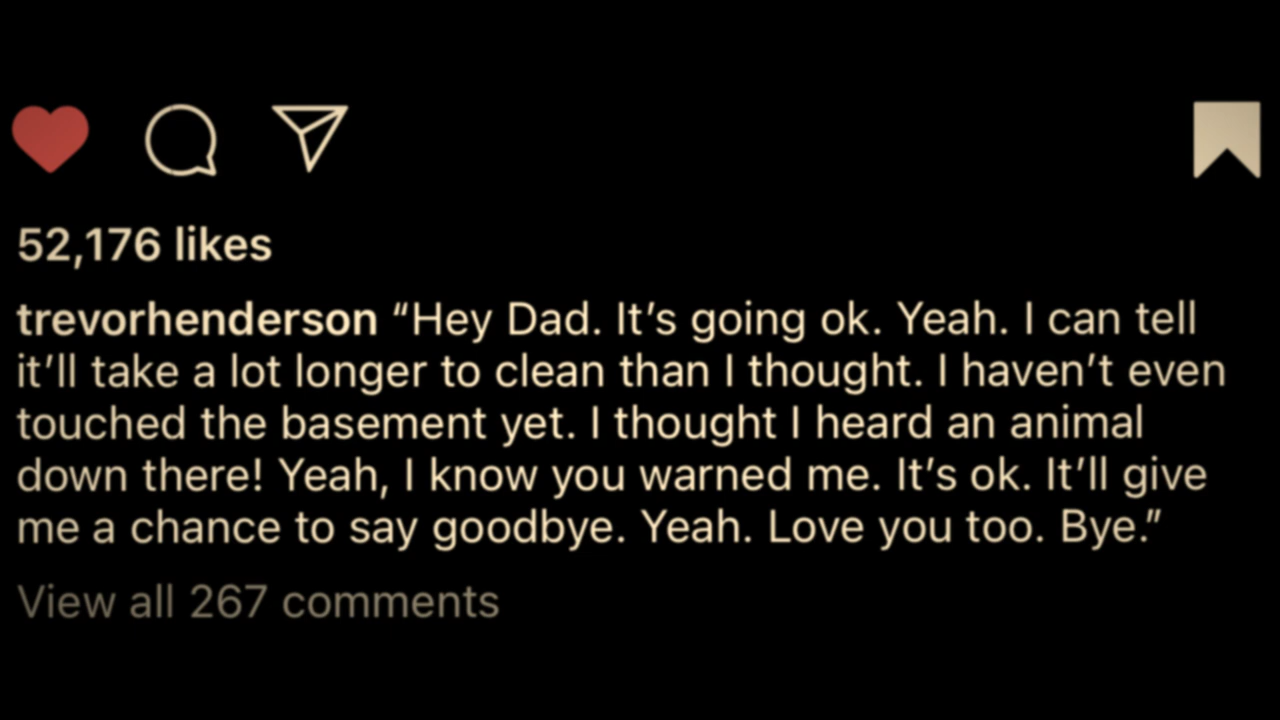 52,176 likes
trevorhenderson “Hey Dad. It’s going ok. Yeah. I can tell
it’ll take a lot longer to clean than I thought. I haven’t even
touched the basement yet. I thought I heard an animal
down there! Yeah, I know you warned me. It’s ok. It’ll give
me a chance to say goodbye. Yeah. Love you too. Bye.”
View all 267 comments